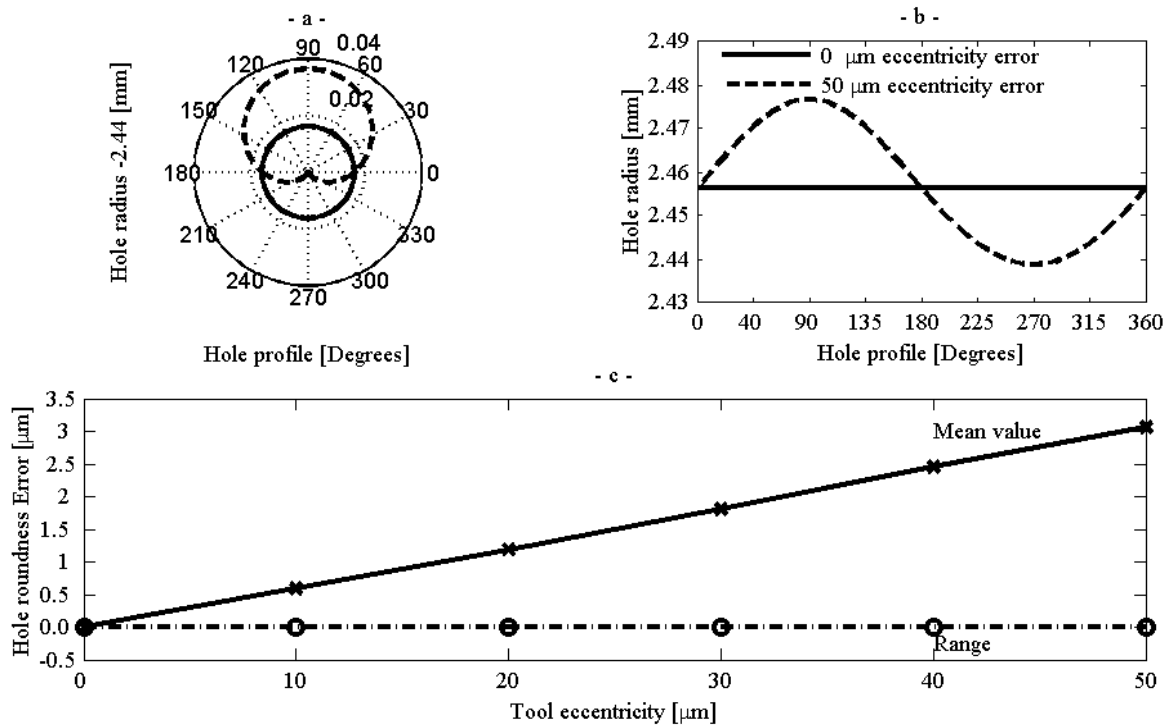 - a -
90
0.04
120
60
0.02
150
30
180
0
210
330
240
300
270
Hole radius -2.44 [mm]
Hole profile [Degrees]
- b -
2.49
2.48
2.47
2.46
2.45
2.44
2.43
0 μm eccentricity error
50 μm eccentricity error
Hole radius [mm]
0 40 90 135 180 225 270 315 360
Hole profile [Degrees]
- c -
3.5
3
2.5
2
1.5
1
0.5
0.0
-0.5
Hole roundness Error [μm]
Mean value
Range
0 10 20 30 40 50
Tool eccentricity [μm]